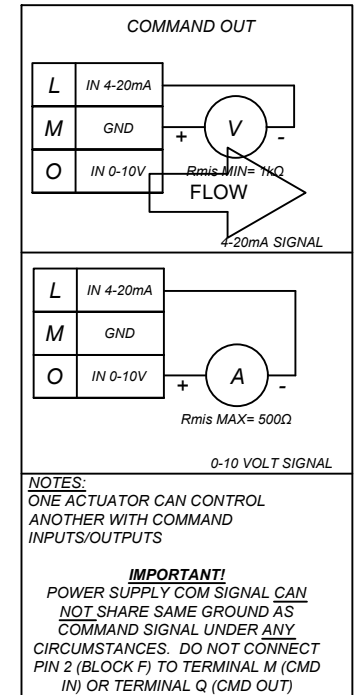 COMMAND OUT
L IN 4-20mA
M GND + V -
O IN 0-10V Rmis MIN= 1kΩ
FLOW
4-20mA SIGNAL
L IN 4-20mA
M GND
O IN 0-10V + A -
Rmis MAX= 500Ω
0-10 VOLT SIGNAL
NOTES:
ONE ACTUATOR CAN CONTROL
ANOTHER WITH COMMAND
INPUTS/OUTPUTS
IMPORTANT!
POWER SUPPLY COM SIGNAL CAN
NOT SHARE SAME GROUND AS
COMMAND SIGNAL UNDER ANY
CIRCUMSTANCES. DO NOT CONNECT
PIN 2 (BLOCK F) TO TERMINAL M (CMD
IN) OR TERMINAL Q (CMD OUT)